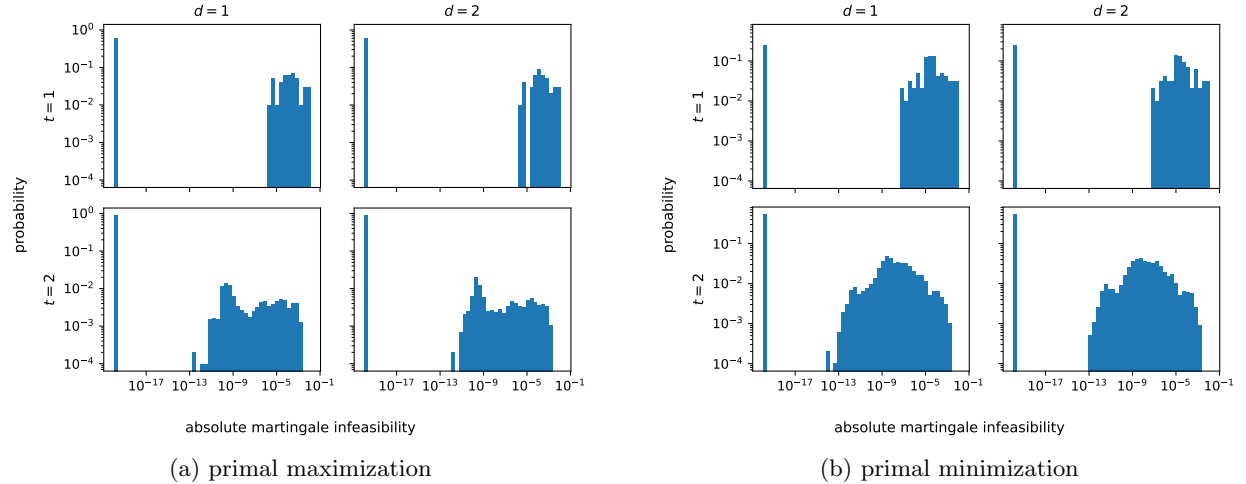 d = 1
d = 2
10⁰
10⁻¹
10⁻²
10⁻³
10⁻⁴
t = 1
10⁰
10⁻¹
10⁻²
10⁻³
10⁻⁴
t = 2
probability
10⁻¹⁷ 10⁻¹³ 10⁻⁹ 10⁻⁵ 10⁻¹
10⁻¹⁷ 10⁻¹³ 10⁻⁹ 10⁻⁵ 10⁻¹
absolute martingale infeasibility
(a) primal maximization
d = 1
d = 2
10⁻¹
10⁻²
10⁻³
10⁻⁴
t = 1
10⁻¹
10⁻²
10⁻³
10⁻⁴
t = 2
probability
10⁻¹⁷ 10⁻¹³ 10⁻⁹ 10⁻⁵ 10⁻¹
10⁻¹⁷ 10⁻¹³ 10⁻⁹ 10⁻⁵ 10⁻¹
absolute martingale infeasibility
(b) primal minimization